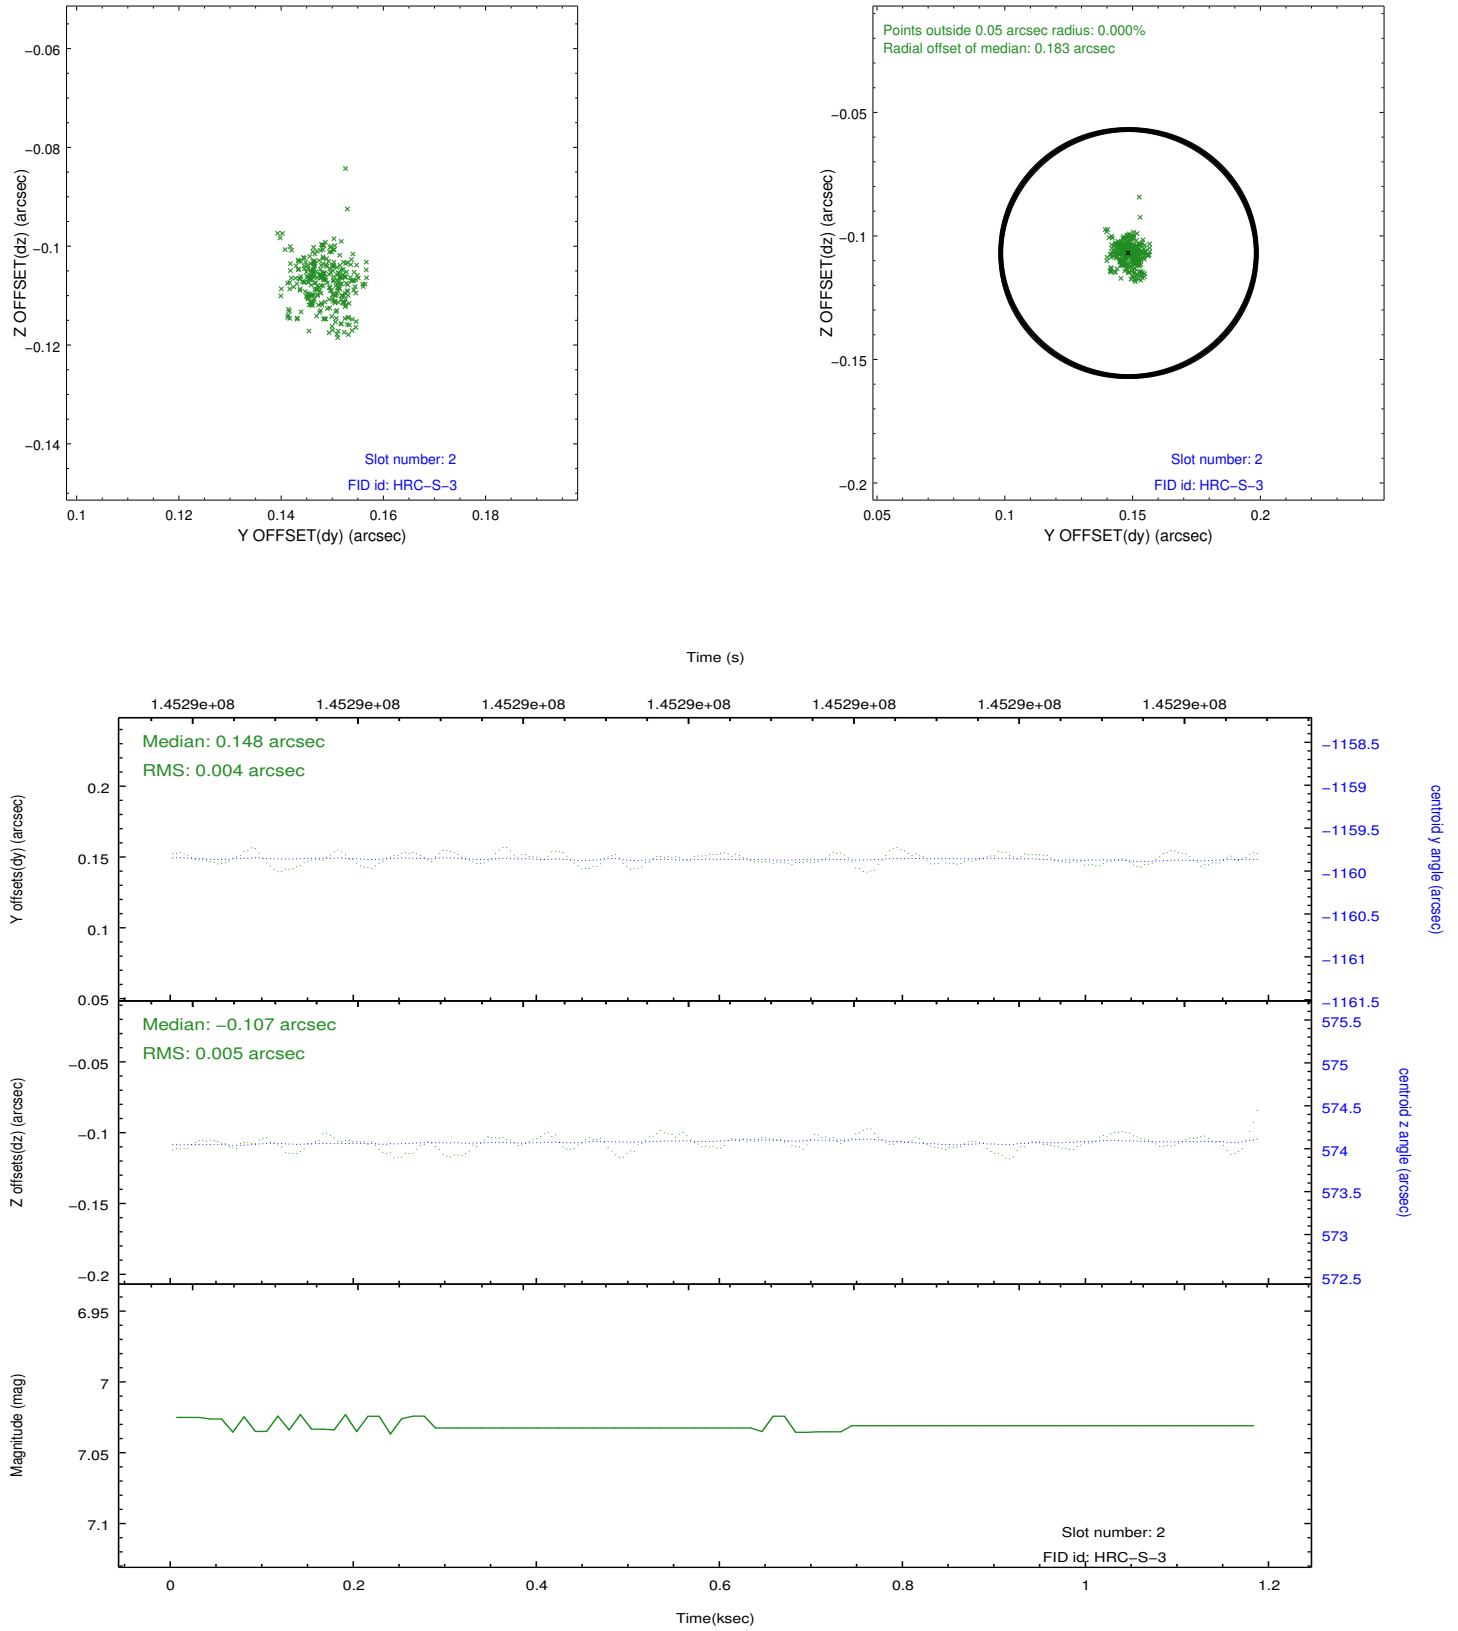 −0.06
−0.08
−0.1
−0.12
−0.14
Z OFFSET(dz) (arcsec)
Slot number: 2
FID id: HRC−S−3
0.1 0.12 0.14 0.16 0.18
Y OFFSET(dy) (arcsec)
Points outside 0.05 arcsec radius: 0.000%
Radial offset of median: 0.183 arcsec
−0.05
−0.1
−0.15
−0.2
Z OFFSET(dz) (arcsec)
Slot number: 2
FID id: HRC−S−3
0.05 0.1 0.15 0.2
Y OFFSET(dy) (arcsec)
Time (s)
1.4529e+08 1.4529e+08 1.4529e+08 1.4529e+08 1.4529e+08 1.4529e+08 1.4529e+08
Median: 0.148 arcsec
RMS: 0.004 arcsec
0.2
0.15
0.1
0.05
Y offsets(dy) (arcsec)
−1158.5
−1159
−1159.5
−1160
−1160.5
−1161
−1161.5
centroid y angle (arcsec)
Median: −0.107 arcsec
RMS: 0.005 arcsec
−0.05
−0.1
−0.15
−0.2
Z offsets(dz) (arcsec)
575.5
575
574.5
574
573.5
573
572.5
centroid z angle (arcsec)
6.95
7
7.05
7.1
Magnitude (mag)
Slot number: 2
FID id: HRC−S−3
0 0.2 0.4 0.6 0.8 1 1.2
Time(ksec)